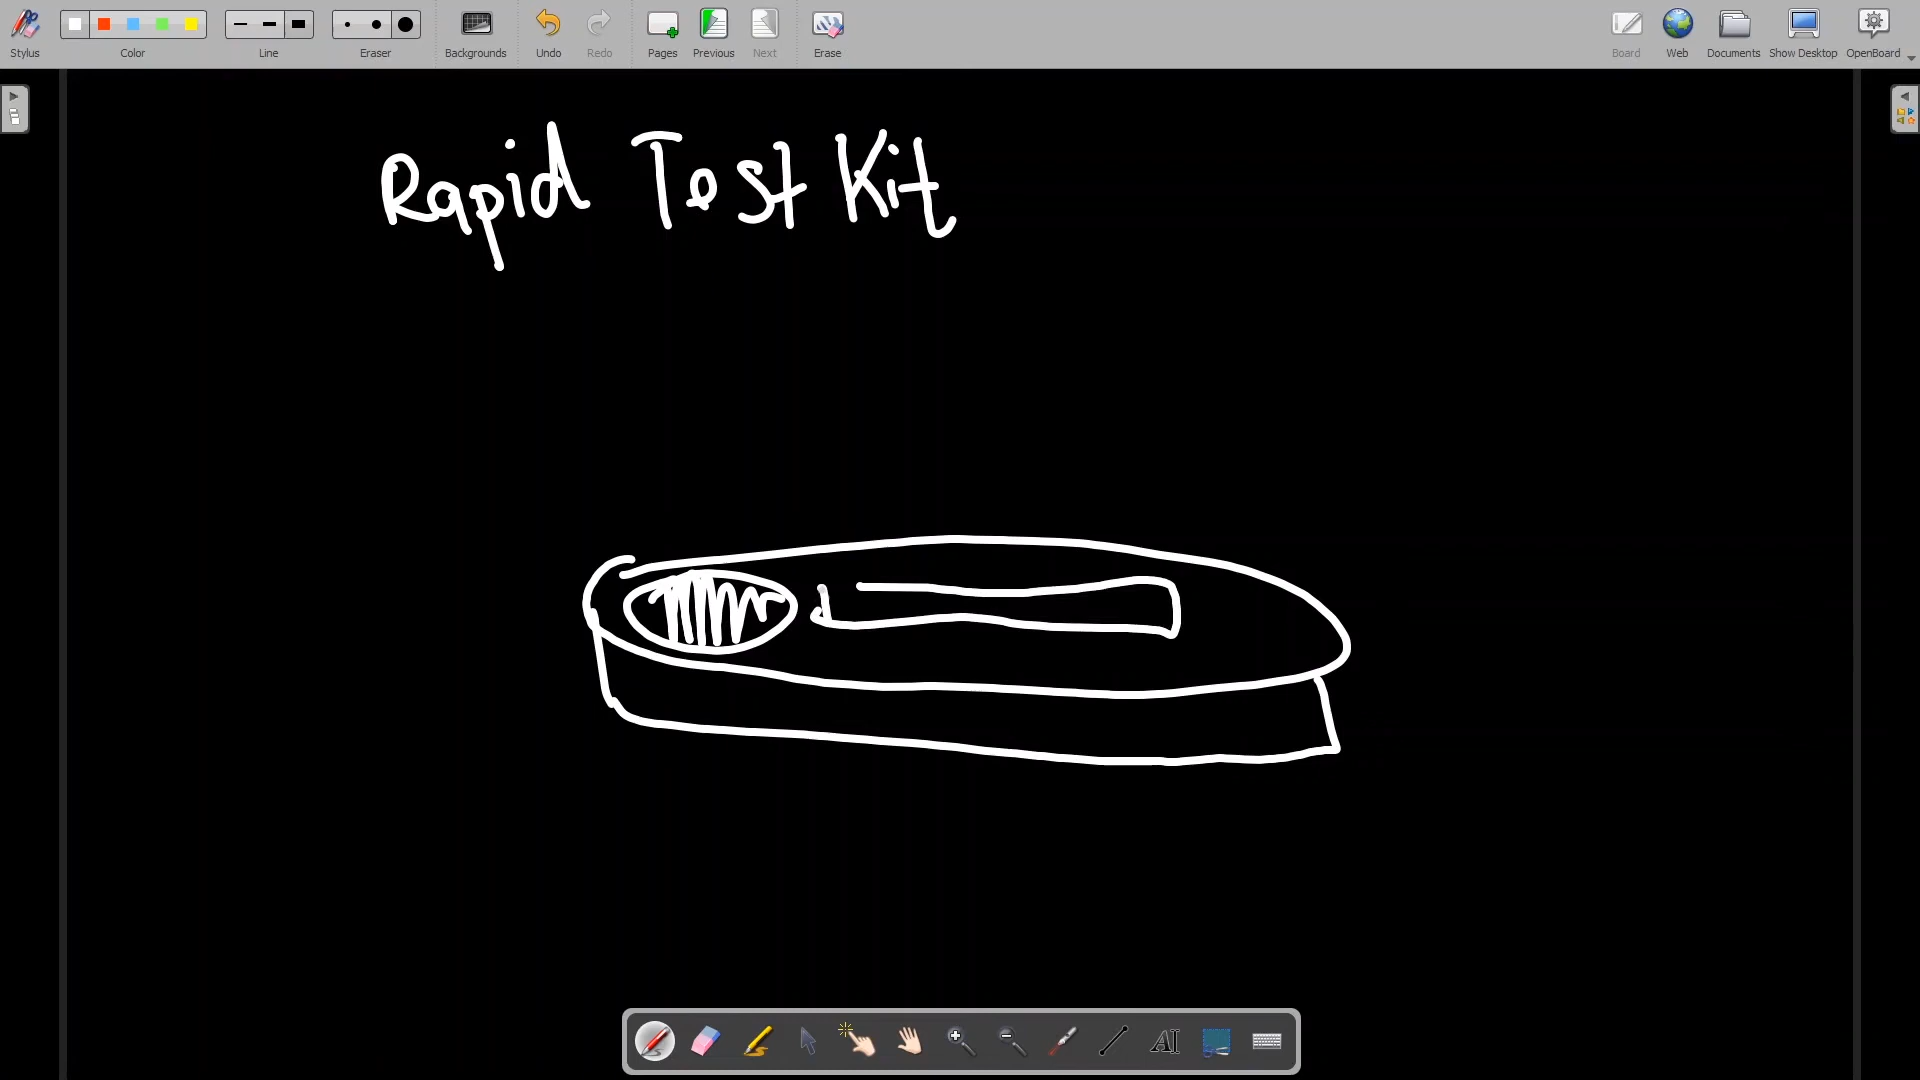 Stylus Color Line Eraser Backgrounds Undo Redo Pages Previous Next Erase Board Web Documents Show Desktop OpenBoard
Rapid Test Kit
AI